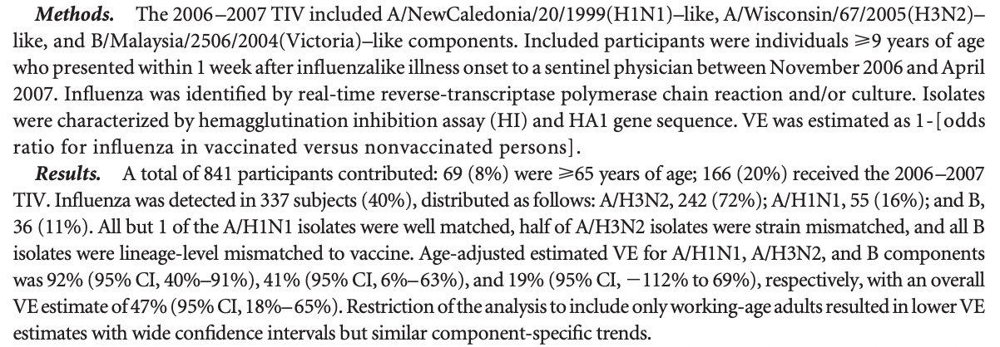 Methods. The 2006–2007 TIV included A/NewCaledonia/20/1999(H1N1)–like, A/Wisconsin/67/2005(H3N2)–
like, and B/Malaysia/2506/2004(Victoria)–like components. Included participants were individuals ⩾9 years of age
who presented within 1 week after influenzalike illness onset to a sentinel physician between November 2006 and April
2007. Influenza was identified by real-time reverse-transcriptase polymerase chain reaction and/or culture. Isolates
were characterized by hemagglutination inhibition assay (HI) and HA1 gene sequence. VE was estimated as 1-[odds
ratio for influenza in vaccinated versus nonvaccinated persons].
Results. A total of 841 participants contributed: 69 (8%) were ⩾65 years of age; 166 (20%) received the 2006–2007
TIV. Influenza was detected in 337 subjects (40%), distributed as follows: A/H3N2, 242 (72%); A/H1N1, 55 (16%); and B,
36 (11%). All but 1 of the A/H1N1 isolates were well matched, half of A/H3N2 isolates were strain mismatched, and all B
isolates were lineage-level mismatched to vaccine. Age-adjusted estimated VE for A/H1N1, A/H3N2, and B components
was 92% (95% CI, 40%–91%), 41% (95% CI, 6%–63%), and 19% (95% CI, −112% to 69%), respectively, with an overall
VE estimate of 47% (95% CI, 18%–65%). Restriction of the analysis to include only working-age adults resulted in lower VE
estimates with wide confidence intervals but similar component-specific trends.